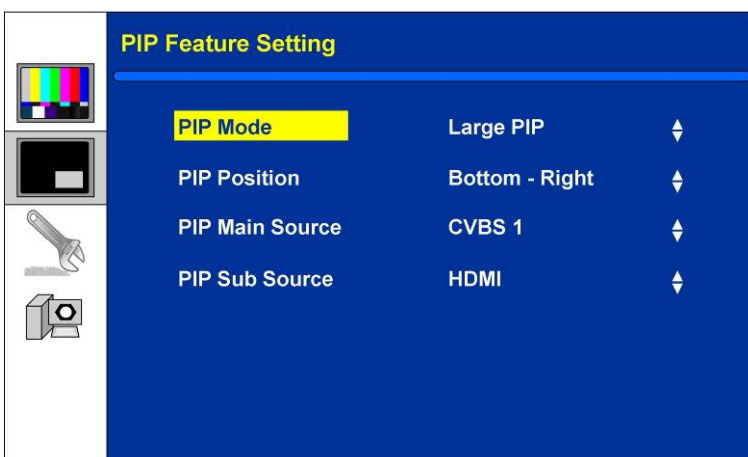 PIP Feature Setting
PIP Mode Large PIP
PIP Position Bottom - Right
PIP Main Source CVBS 1
PIP Sub Source HDMI